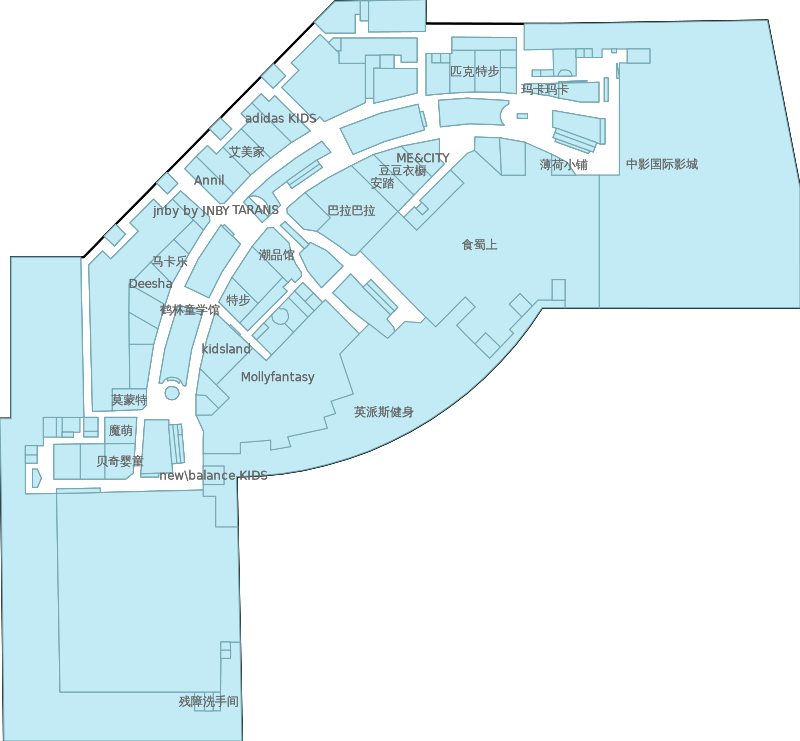 匹克特步
玛卡玛卡
adidas KIDS
艾美家
ME&CITY
豆豆衣橱
安踏
薄荷小铺
中影国际影城
Annil
jnby by JNBY
TARANS
巴拉巴拉
食蜀上
潮品馆
马卡乐
Deesha
特步
鹤林童学馆
kidsland
Mollyfantasy
莫蒙特
英派斯健身
魔萌
贝奇婴童
new\balance KIDS
残障洗手间